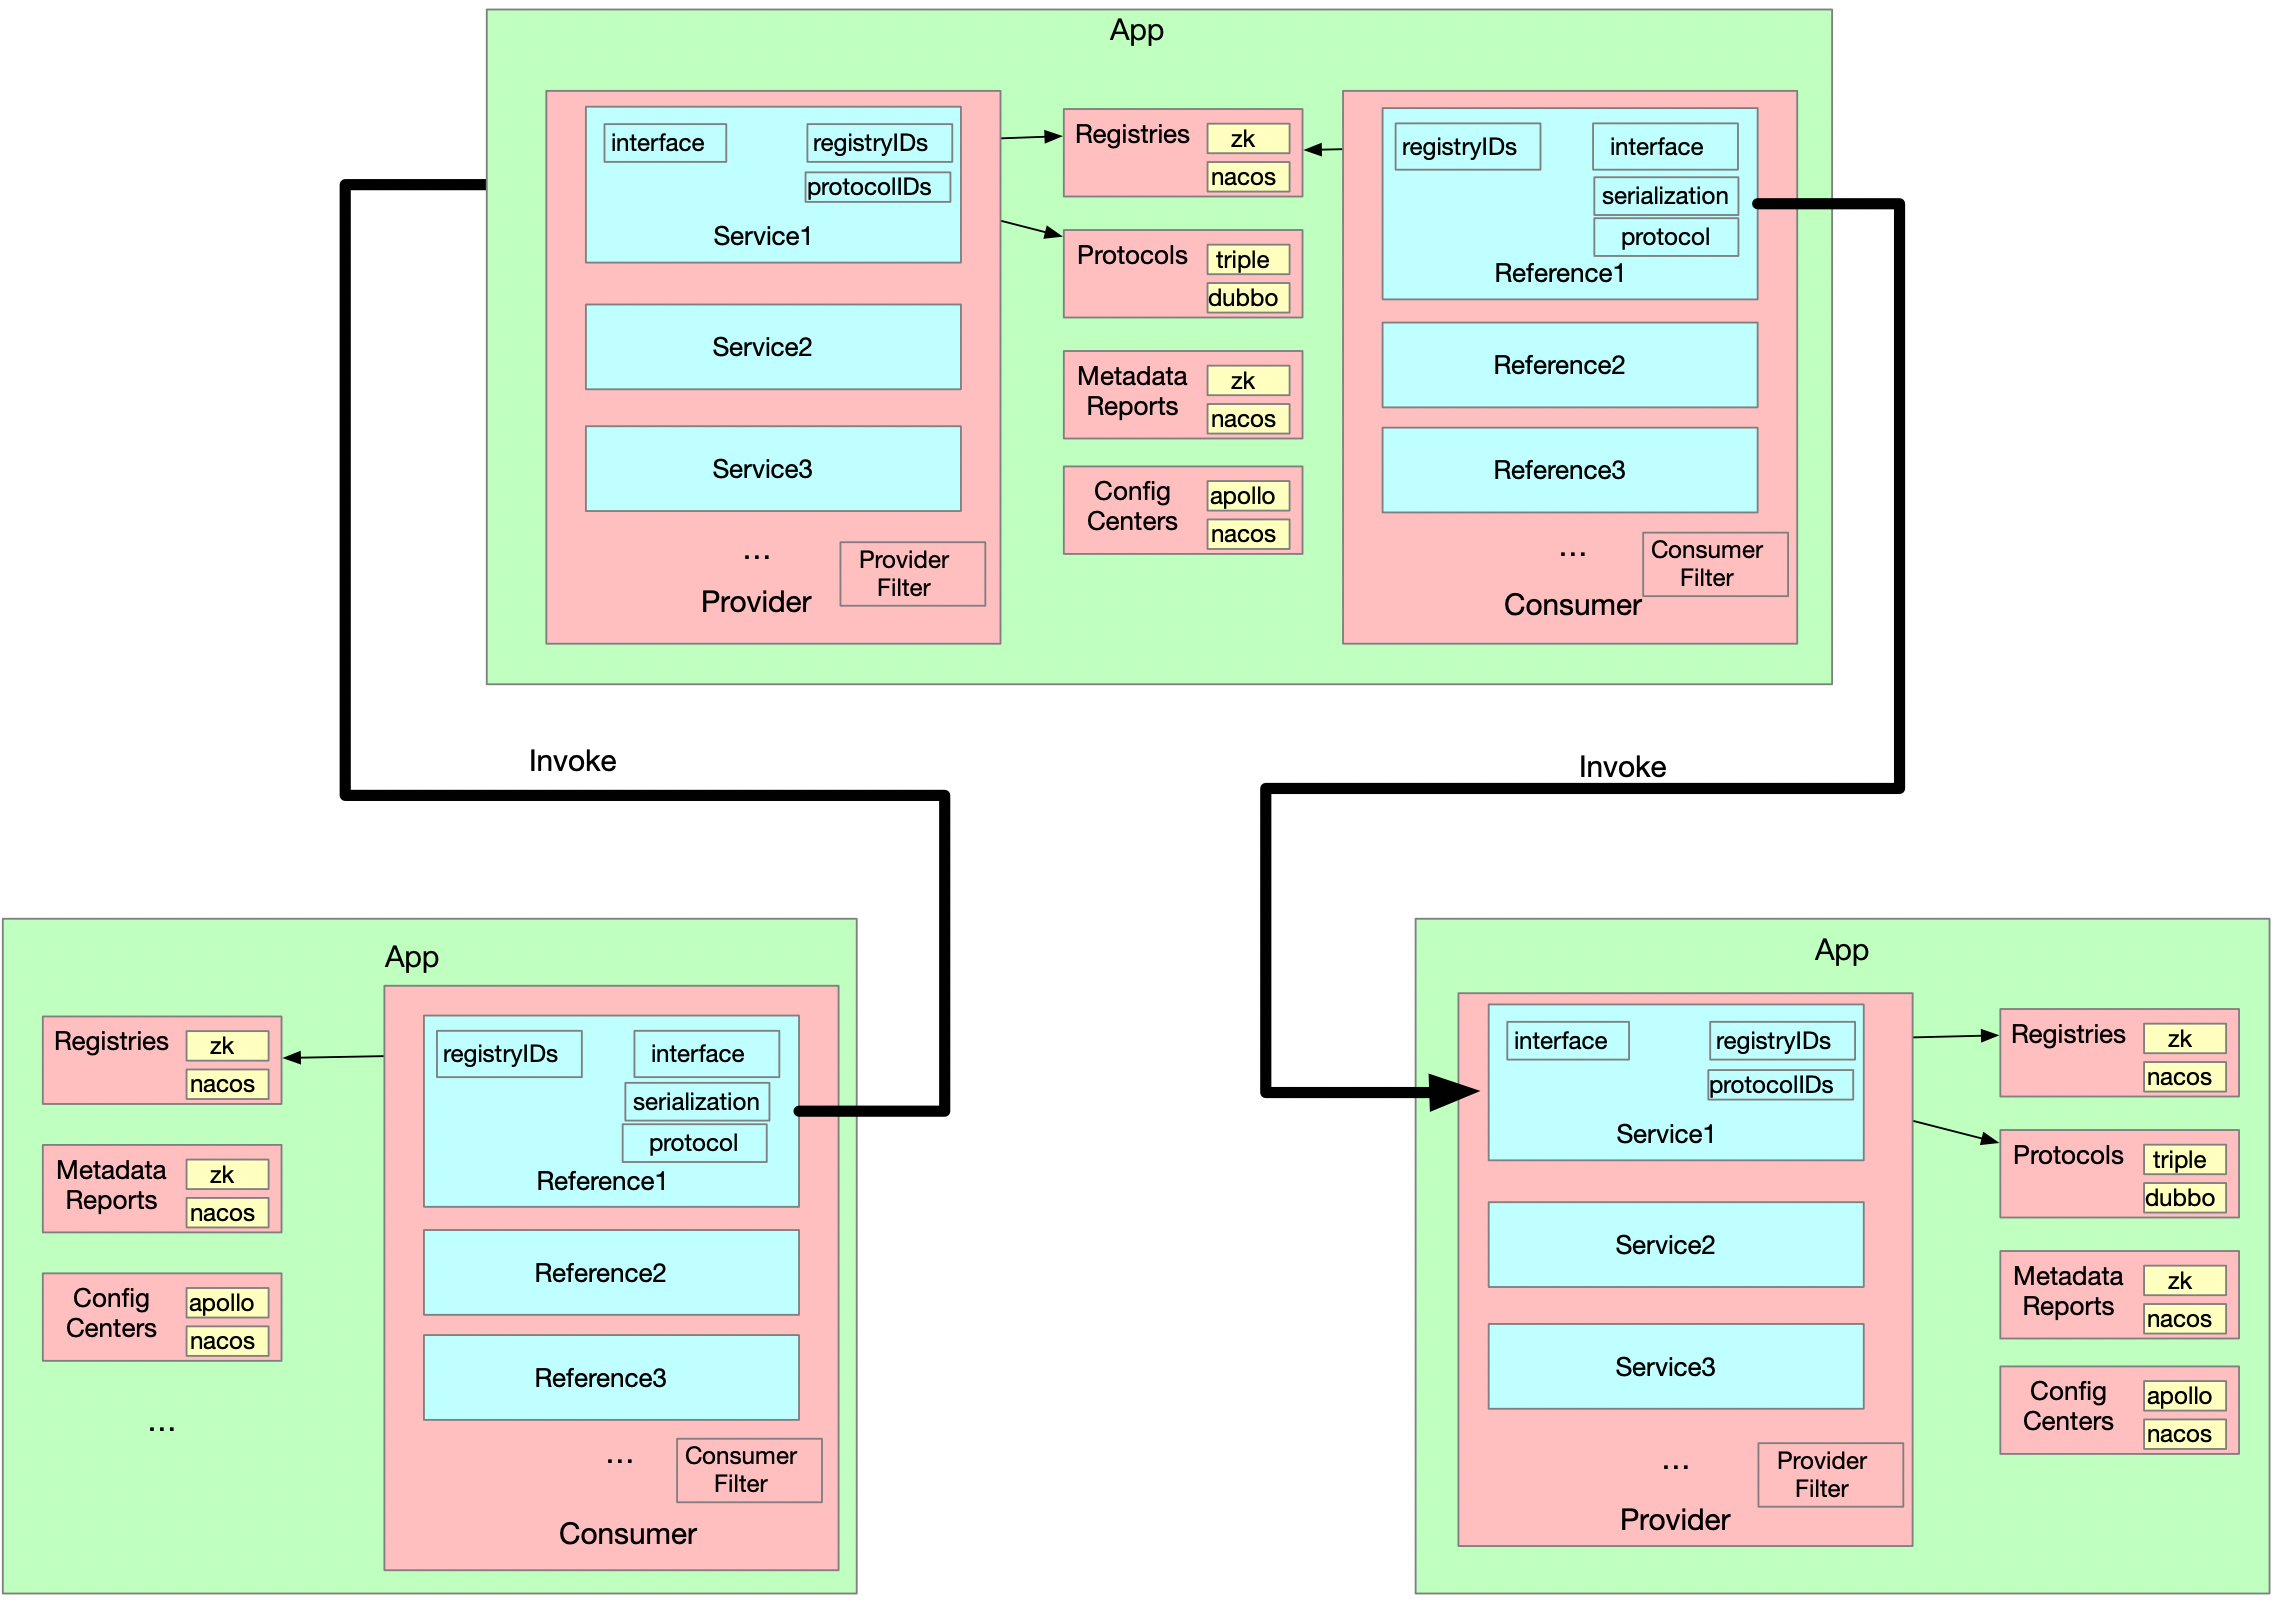 App
interface
registryIDs
protocolIDs
Service1
Service2
Service3
...
Provider
Filter
Provider
Registries
zk
nacos
Protocols
triple
dubbo
Metadata
Reports
zk
nacos
Config
Centers
apollo
nacos
registryIDs
interface
serialization
protocol
Reference1
Reference2
Reference3
...
Consumer
Filter
Consumer
Invoke
Invoke
App
Registries
zk
nacos
Metadata
Reports
zk
nacos
Config
Centers
apollo
nacos
...
registryIDs
interface
serialization
protocol
Reference1
Reference2
Reference3
...
Consumer
Filter
Consumer
App
interface
registryIDs
protocolIDs
Service1
Service2
Service3
...
Provider
Filter
Provider
Registries
zk
nacos
Protocols
triple
dubbo
Metadata
Reports
zk
nacos
Config
Centers
apollo
nacos